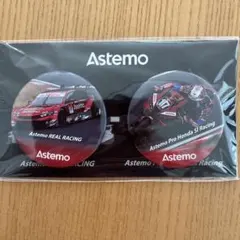 Astemo
Astemo REAL RACING
Astemo
Astemo Pro Honda SI Racing
Astemo